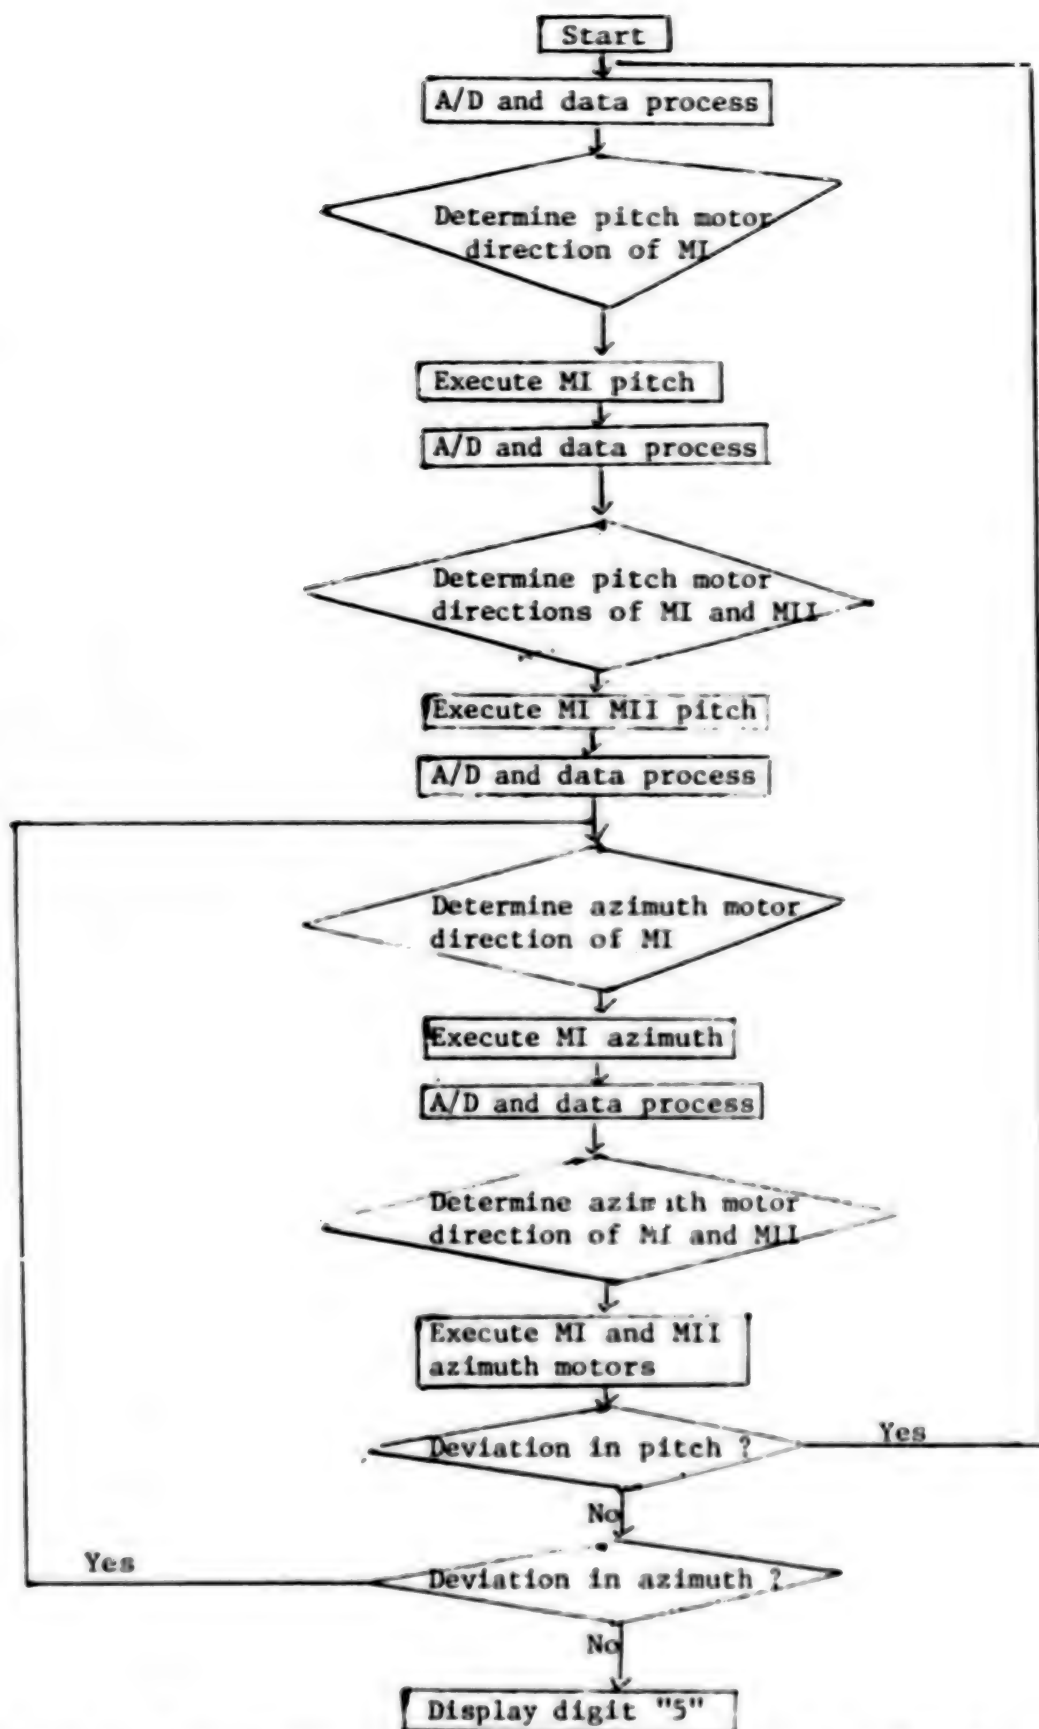 Start
A/D and data process
Determine pitch motor
direction of MI
Execute MI pitch
A/D and data process
Determine pitch motor
directions of MI and MII
Execute MI MII pitch
A/D and data process
Determine azimuth motor
direction of MI
Execute MI azimuth
A/D and data process
Determine azimuth motor
direction of MI and MII
Execute MI and MII
azimuth motors
Deviation in pitch ?
Yes
No
Yes
Deviation in azimuth ?
No
Display digit "5"